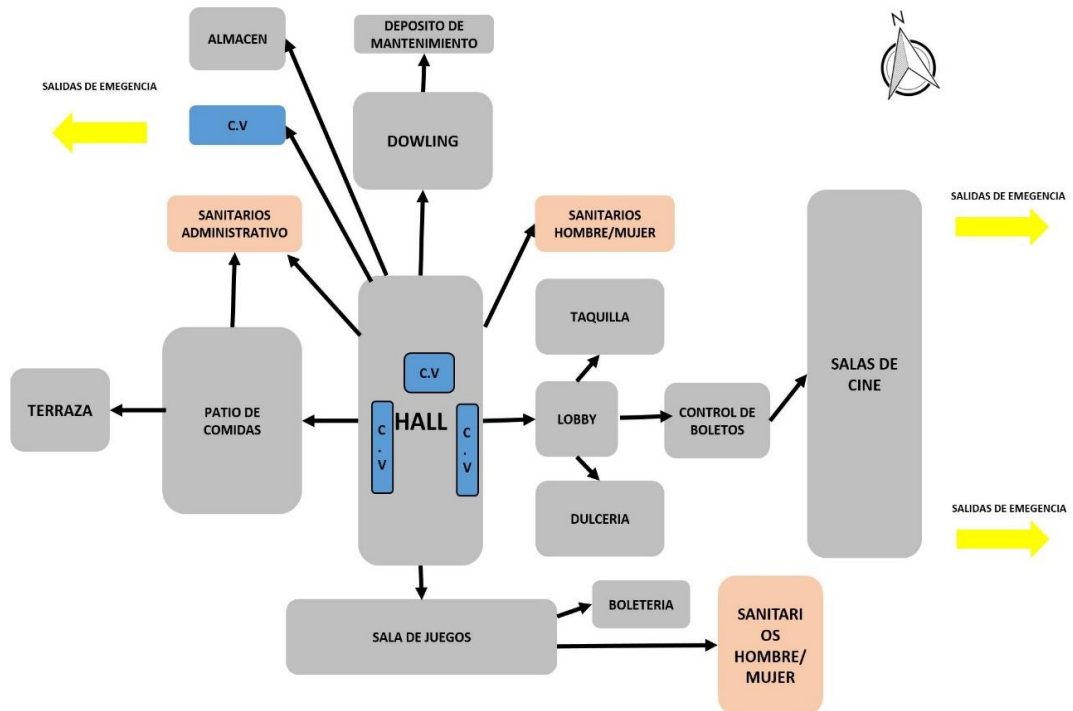 N
ALMACEN
DEPOSITO DE
MANTENIMIENTO
SALIDAS DE EMEGENCIA
C.V
DOWLING
SANITARIOS
ADMINISTRATIVO
SANITARIOS
HOMBRE/MUJER
SALIDAS DE EMEGENCIA
TAQUILLA
SALAS DE
CINE
C.V
TERRAZA
PATIO DE
COMIDAS
HALL
C
.
V
C
.
V
LOBBY
CONTROL DE
BOLETOS
DULCERIA
SALIDAS DE EMEGENCIA
BOLETERIA
SALA DE JUEGOS
SANITARI
OS
HOMBRE/
MUJER